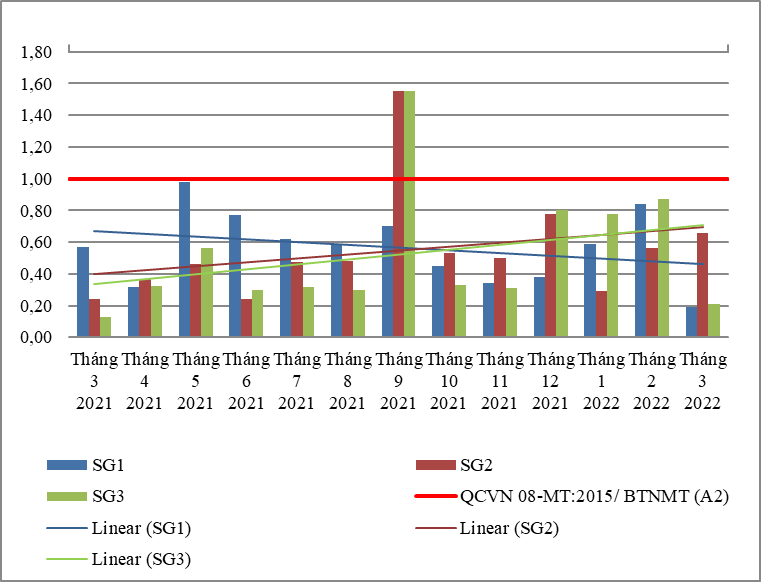 1,80
1,60
1,40
1,20
1,00
0,80
0,60
0,40
0,20
0,00
Tháng 3 2021
Tháng 4 2021
Tháng 5 2021
Tháng 6 2021
Tháng 7 2021
Tháng 8 2021
Tháng 9 2021
Tháng 10 2021
Tháng 11 2021
Tháng 12 2021
Tháng 1 2022
Tháng 2 2022
Tháng 3 2022
SG1
SG2
SG3
QCVN 08-MT:2015/ BTNMT (A2)
Linear (SG1)
Linear (SG2)
Linear (SG3)